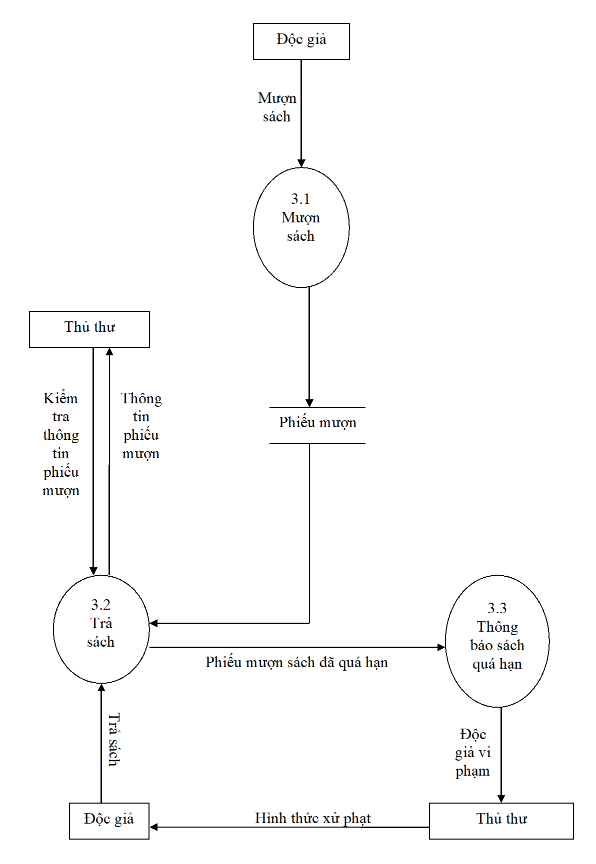 Độc giả
Mượn
sách
3.1
Mượn
sách
Thủ thư
Kiểm
tra
thông
tin
phiếu
mượn
Thông
tin
phiếu
mượn
Phiếu mượn
3.2
Trả
sách
3.3
Thông
báo sách
quá hạn
Phiếu mượn sách đã quá hạn
Trả sách
Độc
giả vi
phạm
Độc giả
Hình thức xử phạt
Thủ thư